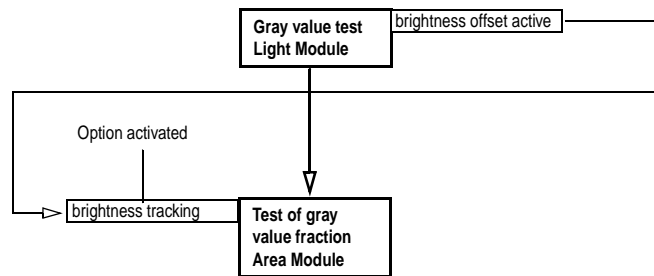 Gray value test
Light Module
brightness offset active
Option activated
brightness tracking
Test of gray
value fraction
Area Module